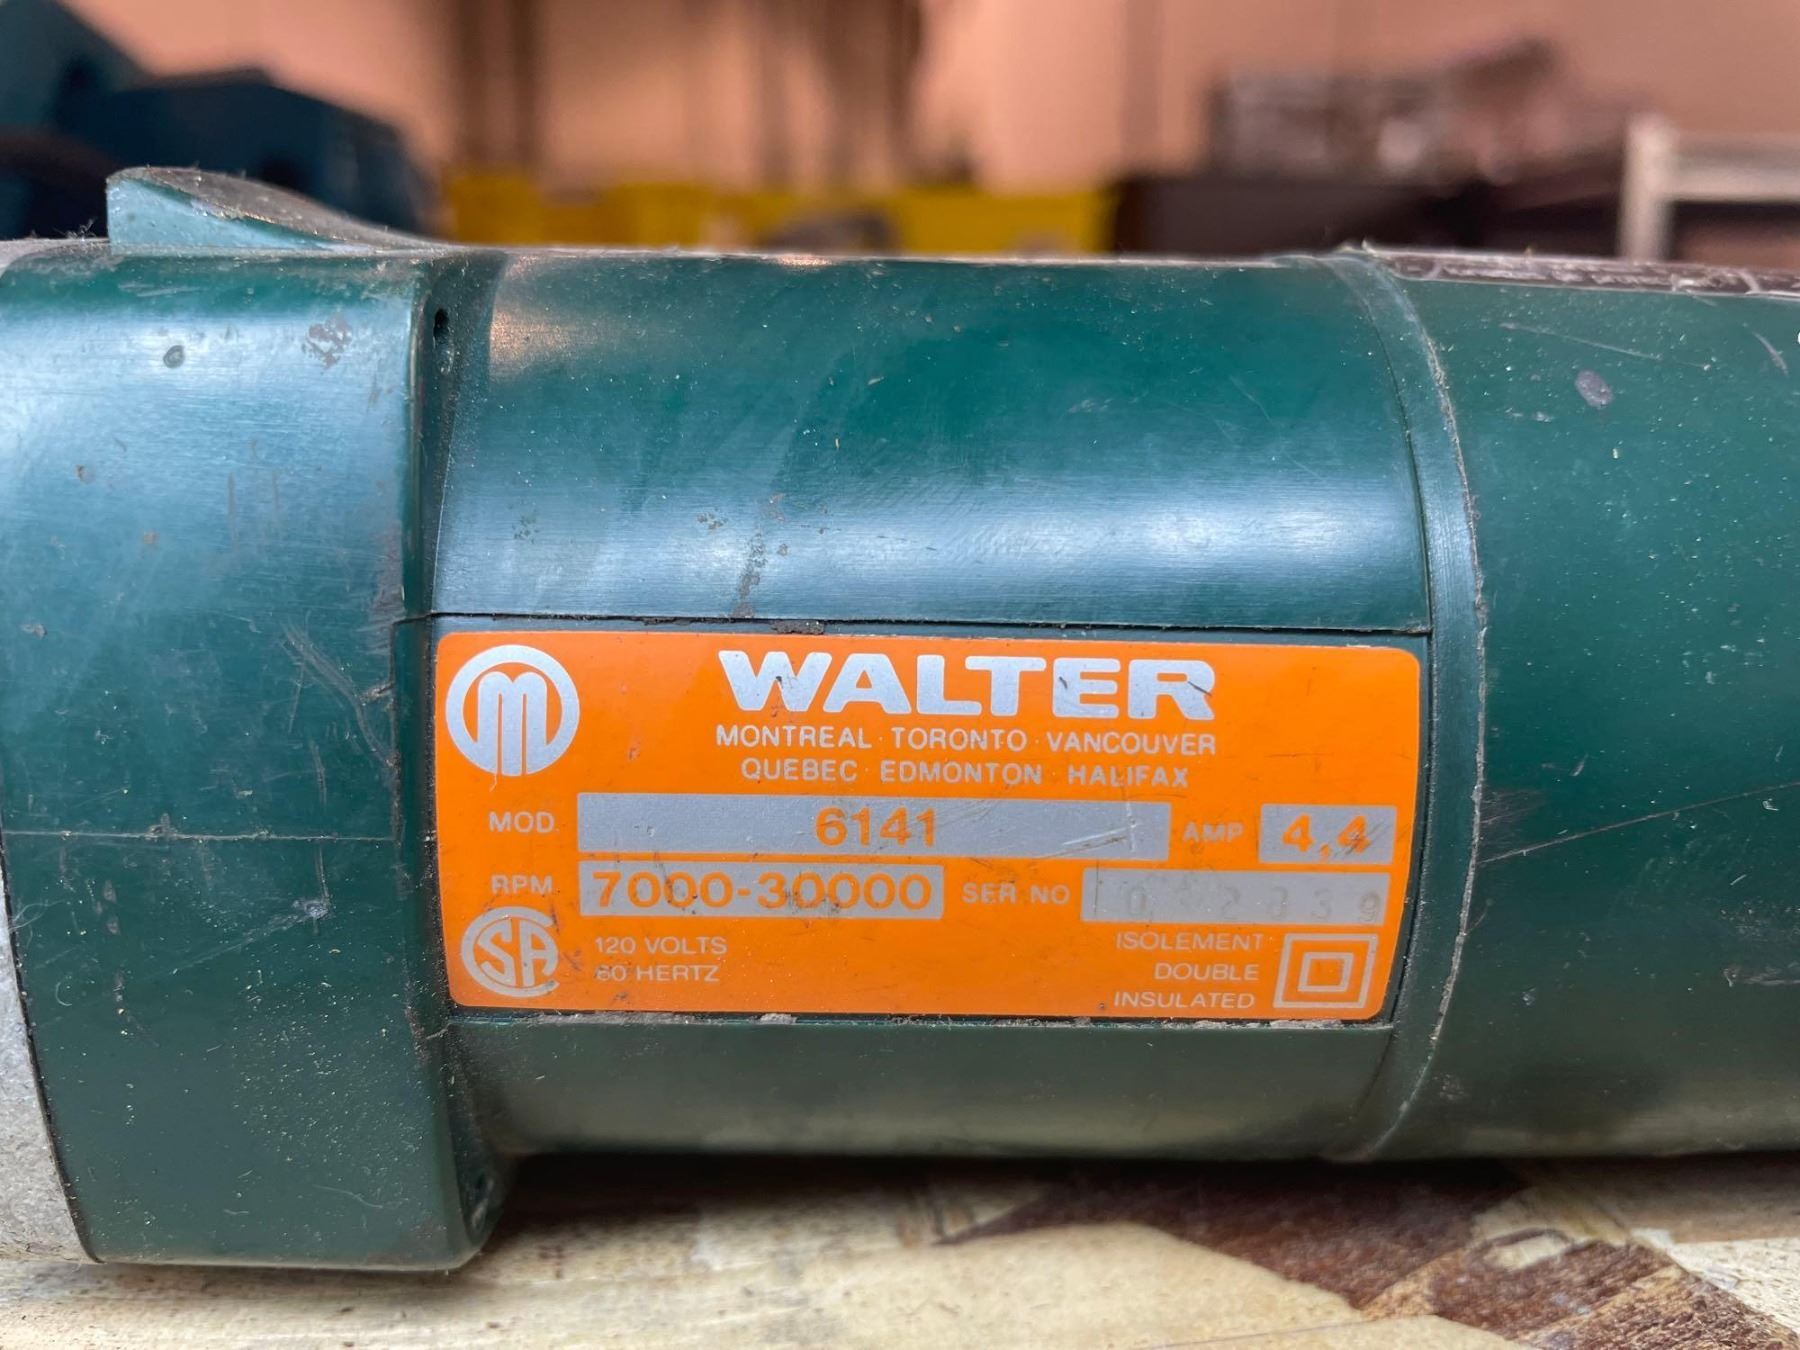 WALTER
MONTREAL · TORONTO · VANCOUVER
QUEBEC · EDMONTON · HALIFAX
MOD. 6141 AMP 4,4
RPM 7000-30000 SER. NO
SA 120 VOLTS
60 HERTZ
ISOLEMENT
DOUBLE
INSULATED